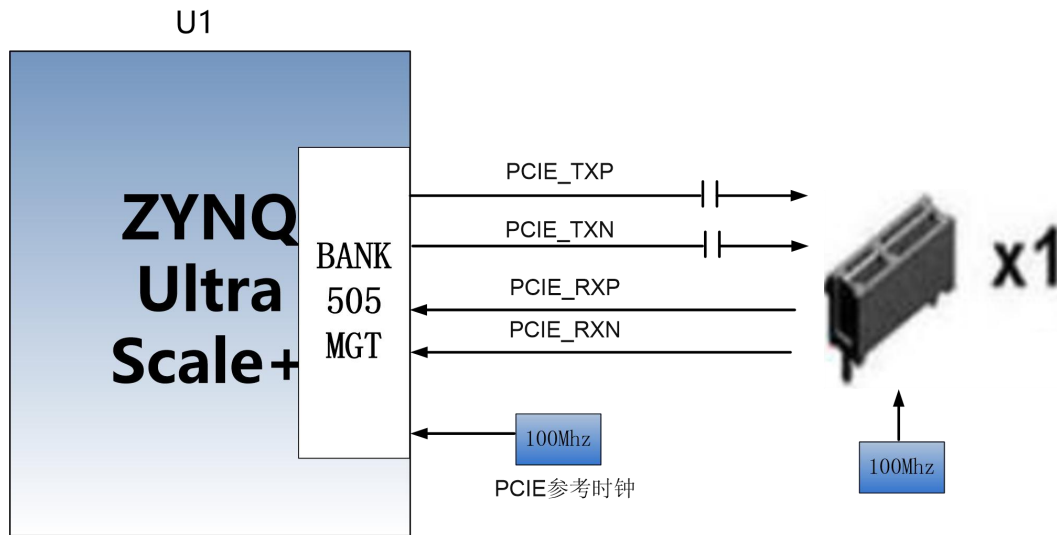 U1
ZYNQ
Ultra
Scale+
BANK
505
MGT
PCIE_TXP
PCIE_TXN
PCIE_RXP
PCIE_RXN
100Mhz
PCIE参考时钟
x1
100Mhz